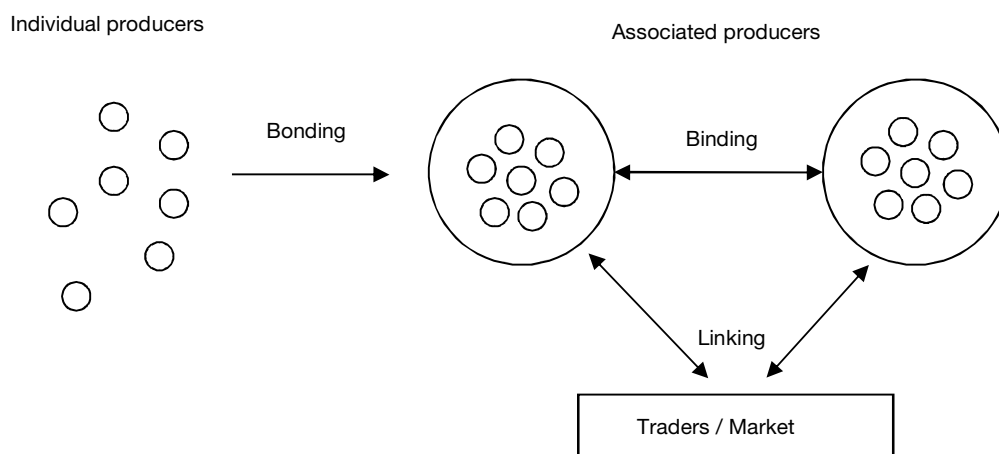 Individual producers
Associated producers
Bonding
Binding
Linking
Traders / Market